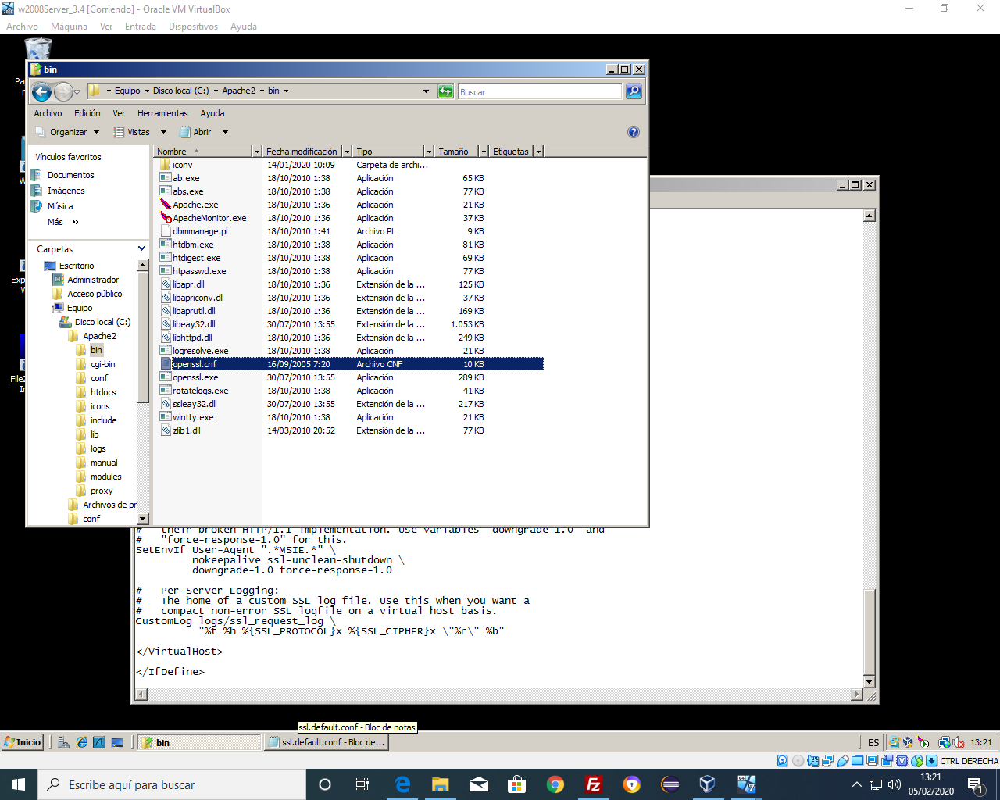 w2008Server_3.4 [Corriendo] - Oracle VM VirtualBox
Archivo Máquina Ver Entrada Dispositivos Ayuda
bin
Equipo Disco local (C:) Apache2 bin
Buscar
Archivo Edición Ver Herramientas Ayuda
Organizar Vistas Abrir
Vínculos favoritos
Documentos
Imágenes
Música
Más »
Carpetas
Escritorio
Administrador
Acceso público
Equipo
Disco local (C:)
Apache2
bin
cgi-bin
conf
htdocs
icons
include
lib
logs
manual
modules
proxy
Archivos de pr
conf
Nombre Fecha modificación Tipo Tamaño Etiquetas
iconv 14/01/2020 10:09 Carpeta de archi...
ab.exe 18/10/2010 1:38 Aplicación 65 KB
abs.exe 18/10/2010 1:38 Aplicación 77 KB
Apache.exe 18/10/2010 1:36 Aplicación 21 KB
ApacheMonitor.exe 18/10/2010 1:36 Aplicación 37 KB
dbmmanage.pl 18/10/2010 1:41 Archivo PL 9 KB
htdbm.exe 18/10/2010 1:38 Aplicación 81 KB
htdigest.exe 18/10/2010 1:38 Aplicación 69 KB
htpasswd.exe 18/10/2010 1:38 Aplicación 77 KB
libapr.dll 18/10/2010 1:36 Extensión de la ... 125 KB
libapriconv.dll 18/10/2010 1:36 Extensión de la ... 37 KB
libaprutil.dll 18/10/2010 1:36 Extensión de la ... 169 KB
libeay32.dll 30/07/2010 13:55 Extensión de la ... 1.053 KB
libhttpd.dll 18/10/2010 1:36 Extensión de la ... 249 KB
logresolve.exe 18/10/2010 1:38 Aplicación 21 KB
openssl.cnf 16/09/2005 7:20 Archivo CNF 10 KB
openssl.exe 30/07/2010 13:55 Aplicación 289 KB
rotatelogs.exe 18/10/2010 1:38 Aplicación 41 KB
ssleay32.dll 30/07/2010 13:55 Extensión de la ... 217 KB
wintty.exe 18/10/2010 1:38 Aplicación 21 KB
zlib1.dll 14/03/2010 20:52 Extensión de la ... 77 KB
# their broken HTTP/1.1 implementation. Use variables "downgrade-1.0" and
# "force-response-1.0" for this.
SetEnvIf User-Agent ".*MSIE.*" \
nokeepalive ssl-unclean-shutdown \
downgrade-1.0 force-response-1.0
# Per-Server Logging:
# The home of a custom SSL log file. Use this when you want a
# compact non-error SSL logfile on a virtual host basis.
CustomLog logs/ssl_request_log \
"%t %h %{SSL_PROTOCOL}x %{SSL_CIPHER}x \"%r\" %b"
</VirtualHost>
</IfDefine>
ssl.default.conf - Bloc de notas
Inicio bin ssl.default.conf - Bloc de... ES 13:21
CTRL DERECHA
Escribe aquí para buscar
13:21
05/02/2020
1